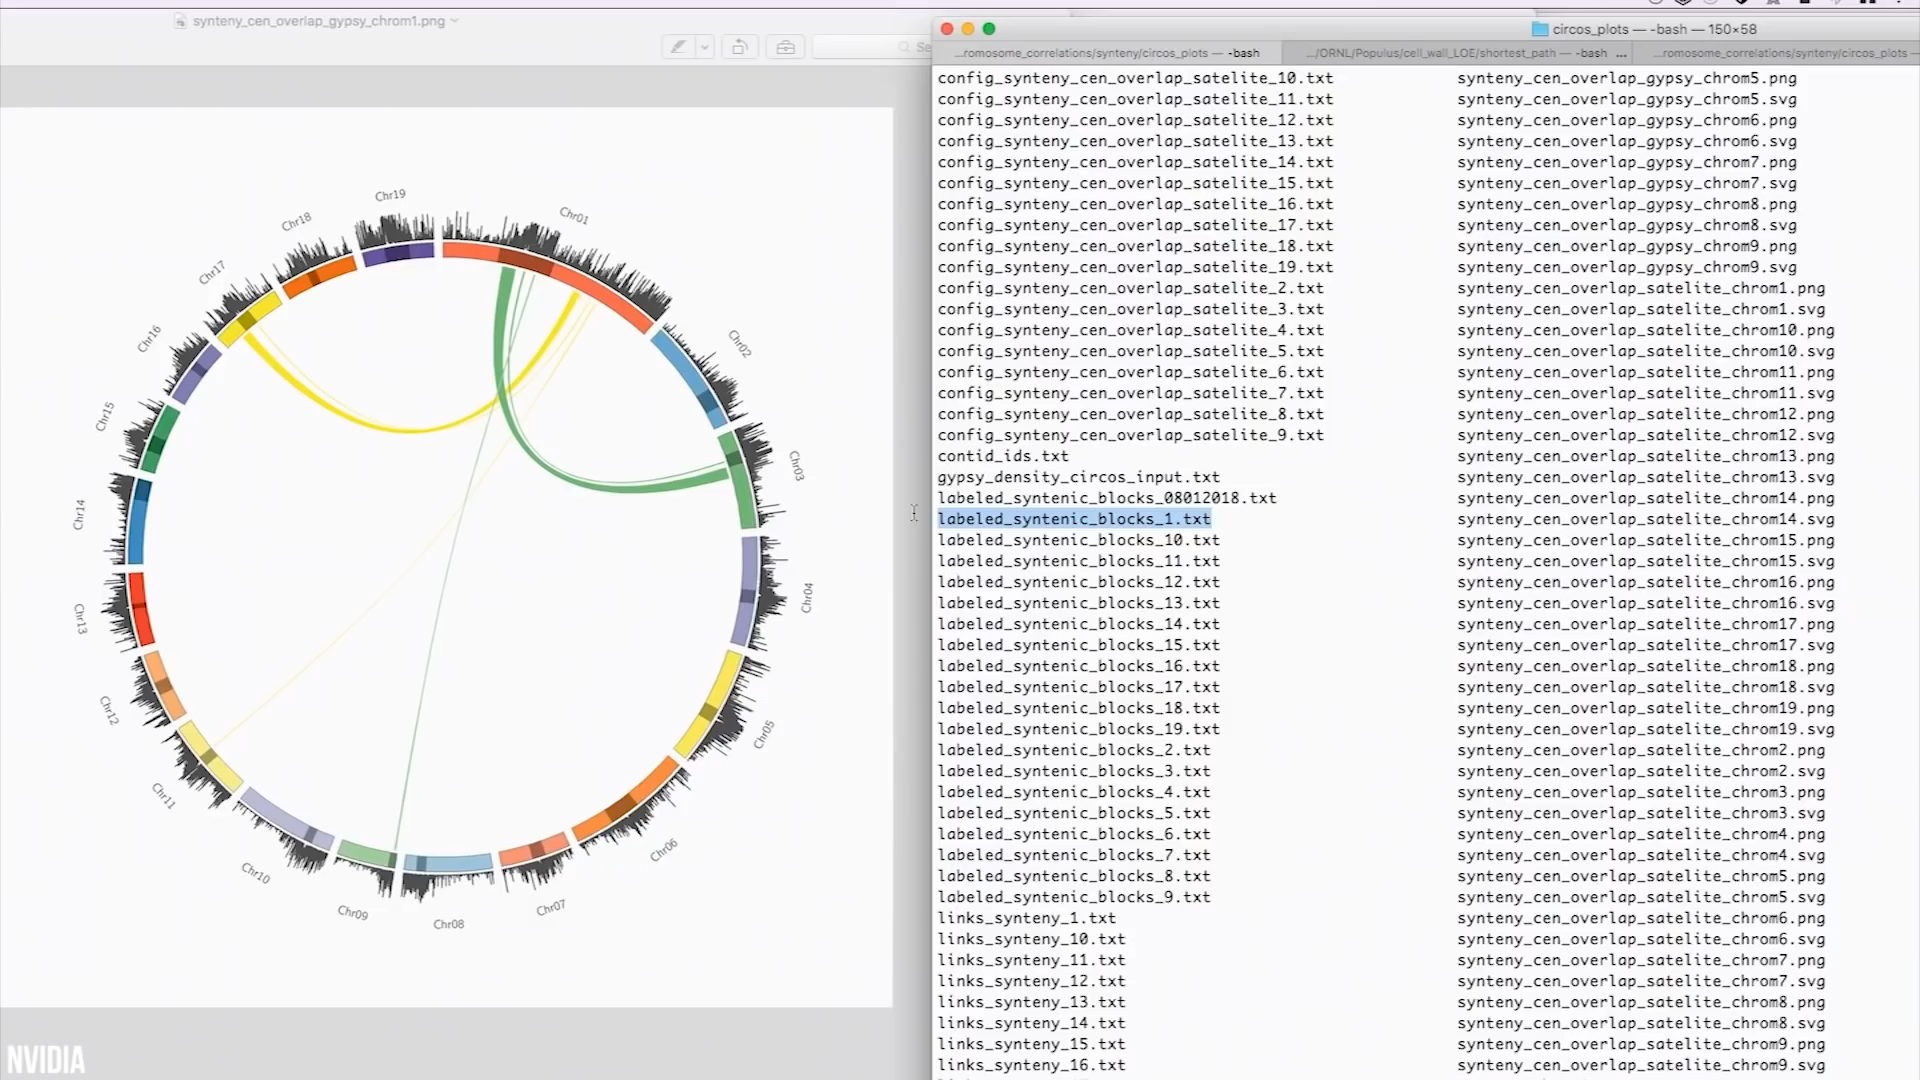 synteny_cen_overlap_gypsy_chrom1.png
Chr19
Chr01
Chr18
Chr17
Chr02
Chr16
Chr15
Chr03
Chr14
Chr04
Chr13
Chr12
Chr05
Chr11
Chr06
Chr10
Chr07
Chr09
Chr08
NVIDIA
circos_plots — -bash — 150×58
...romosome_correlations/synteny/circos_plots — -bash
.../ORNL/Populus/cell_wall_LOE/shortest_path — -bash ...
...romosome_correlations/synteny/circos_plots —
config_synteny_cen_overlap_satelite_10.txt
config_synteny_cen_overlap_satelite_11.txt
config_synteny_cen_overlap_satelite_12.txt
config_synteny_cen_overlap_satelite_13.txt
config_synteny_cen_overlap_satelite_14.txt
config_synteny_cen_overlap_satelite_15.txt
config_synteny_cen_overlap_satelite_16.txt
config_synteny_cen_overlap_satelite_17.txt
config_synteny_cen_overlap_satelite_18.txt
config_synteny_cen_overlap_satelite_19.txt
config_synteny_cen_overlap_satelite_2.txt
config_synteny_cen_overlap_satelite_3.txt
config_synteny_cen_overlap_satelite_4.txt
config_synteny_cen_overlap_satelite_5.txt
config_synteny_cen_overlap_satelite_6.txt
config_synteny_cen_overlap_satelite_7.txt
config_synteny_cen_overlap_satelite_8.txt
config_synteny_cen_overlap_satelite_9.txt
contid_ids.txt
gypsy_density_circos_input.txt
labeled_syntenic_blocks_08012018.txt
labeled_syntenic_blocks_1.txt
labeled_syntenic_blocks_10.txt
labeled_syntenic_blocks_11.txt
labeled_syntenic_blocks_12.txt
labeled_syntenic_blocks_13.txt
labeled_syntenic_blocks_14.txt
labeled_syntenic_blocks_15.txt
labeled_syntenic_blocks_16.txt
labeled_syntenic_blocks_17.txt
labeled_syntenic_blocks_18.txt
labeled_syntenic_blocks_19.txt
labeled_syntenic_blocks_2.txt
labeled_syntenic_blocks_3.txt
labeled_syntenic_blocks_4.txt
labeled_syntenic_blocks_5.txt
labeled_syntenic_blocks_6.txt
labeled_syntenic_blocks_7.txt
labeled_syntenic_blocks_8.txt
labeled_syntenic_blocks_9.txt
links_synteny_1.txt
links_synteny_10.txt
links_synteny_11.txt
links_synteny_12.txt
links_synteny_13.txt
links_synteny_14.txt
links_synteny_15.txt
links_synteny_16.txt
synteny_cen_overlap_gypsy_chrom5.png
synteny_cen_overlap_gypsy_chrom5.svg
synteny_cen_overlap_gypsy_chrom6.png
synteny_cen_overlap_gypsy_chrom6.svg
synteny_cen_overlap_gypsy_chrom7.png
synteny_cen_overlap_gypsy_chrom7.svg
synteny_cen_overlap_gypsy_chrom8.png
synteny_cen_overlap_gypsy_chrom8.svg
synteny_cen_overlap_gypsy_chrom9.png
synteny_cen_overlap_gypsy_chrom9.svg
synteny_cen_overlap_satelite_chrom1.png
synteny_cen_overlap_satelite_chrom1.svg
synteny_cen_overlap_satelite_chrom10.png
synteny_cen_overlap_satelite_chrom10.svg
synteny_cen_overlap_satelite_chrom11.png
synteny_cen_overlap_satelite_chrom11.svg
synteny_cen_overlap_satelite_chrom12.png
synteny_cen_overlap_satelite_chrom12.svg
synteny_cen_overlap_satelite_chrom13.png
synteny_cen_overlap_satelite_chrom13.svg
synteny_cen_overlap_satelite_chrom14.png
synteny_cen_overlap_satelite_chrom14.svg
synteny_cen_overlap_satelite_chrom15.png
synteny_cen_overlap_satelite_chrom15.svg
synteny_cen_overlap_satelite_chrom16.png
synteny_cen_overlap_satelite_chrom16.svg
synteny_cen_overlap_satelite_chrom17.png
synteny_cen_overlap_satelite_chrom17.svg
synteny_cen_overlap_satelite_chrom18.png
synteny_cen_overlap_satelite_chrom18.svg
synteny_cen_overlap_satelite_chrom19.png
synteny_cen_overlap_satelite_chrom19.svg
synteny_cen_overlap_satelite_chrom2.png
synteny_cen_overlap_satelite_chrom2.svg
synteny_cen_overlap_satelite_chrom3.png
synteny_cen_overlap_satelite_chrom3.svg
synteny_cen_overlap_satelite_chrom4.png
synteny_cen_overlap_satelite_chrom4.svg
synteny_cen_overlap_satelite_chrom5.png
synteny_cen_overlap_satelite_chrom5.svg
synteny_cen_overlap_satelite_chrom6.png
synteny_cen_overlap_satelite_chrom6.svg
synteny_cen_overlap_satelite_chrom7.png
synteny_cen_overlap_satelite_chrom7.svg
synteny_cen_overlap_satelite_chrom8.png
synteny_cen_overlap_satelite_chrom8.svg
synteny_cen_overlap_satelite_chrom9.png
synteny_cen_overlap_satelite_chrom9.svg